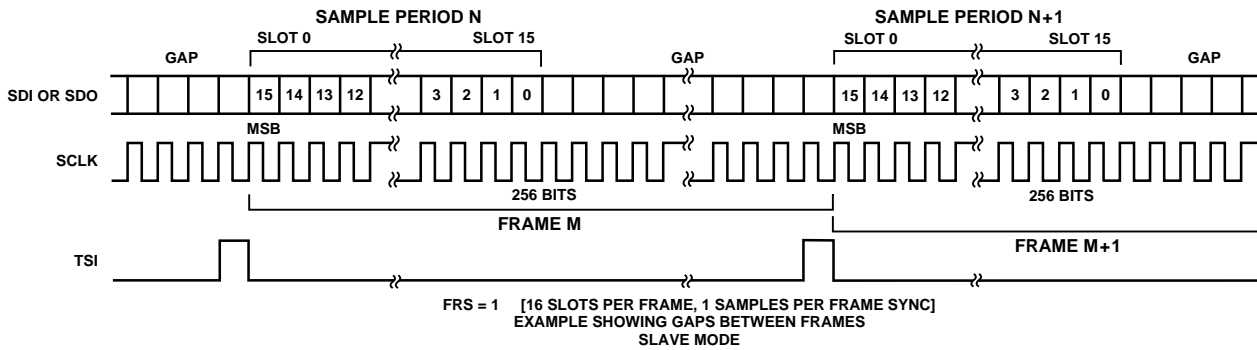 SAMPLE PERIOD N SAMPLE PERIOD N+1
SLOT 0 SLOT 15 SLOT 0 SLOT 15
GAP GAP GAP
SDI OR SDO 15 14 13 12 3 2 1 0 15 14 13 12 3 2 1 0
MSB MSB
SCLK
256 BITS 256 BITS
FRAME M
FRAME M+1
TSI
FRS = 1 [16 SLOTS PER FRAME, 1 SAMPLES PER FRAME SYNC]
EXAMPLE SHOWING GAPS BETWEEN FRAMES
SLAVE MODE